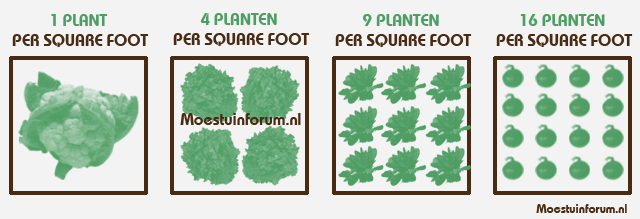 1 PLANT
PER SQUARE FOOT
4 PLANTEN
PER SQUARE FOOT
Moestuinforum.nl
9 PLANTEN
PER SQUARE FOOT
16 PLANTEN
PER SQUARE FOOT
Moestuinforum.nl